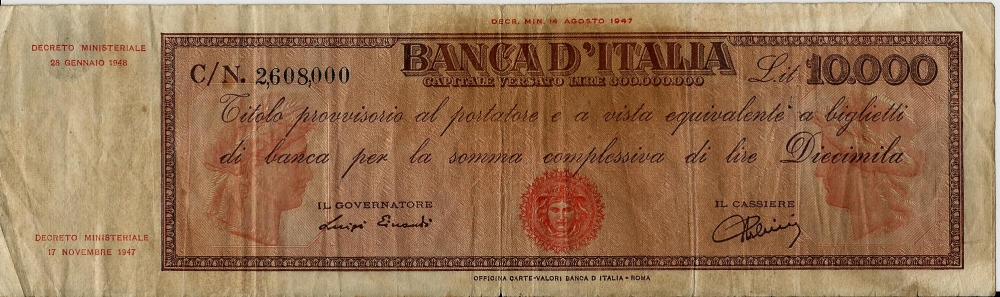 DECR. MIN. 14 AGOSTO 1947
DECRETO MINISTERIALE
28 GENNAIO 1948
BANCA D'ITALIA
CAPITALE VERSATO LIRE 300.000.000
C/N. 2,608,000
Lit 10.000
Titolo provvisorio al portatore e a vista equivalente a biglietti
di banca per la somma complessiva di lire Diecimila
IL GOVERNATORE
Luigi Einaudi
IL CASSIERE
DECRETO MINISTERIALE
17 NOVEMBRE 1947
OFFICINA CARTE-VALORI BANCA D'ITALIA - ROMA